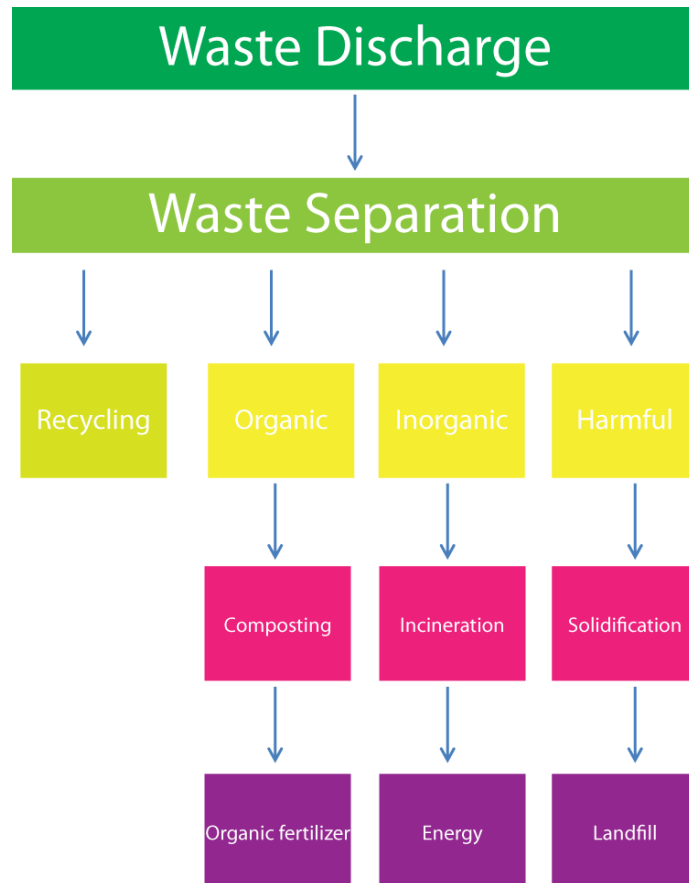 Waste Discharge
Waste Separation
Recycling
Organic
Inorganic
Harmful
Composting
Incineration
Solidification
Organic fertilizer
Energy
Landfill